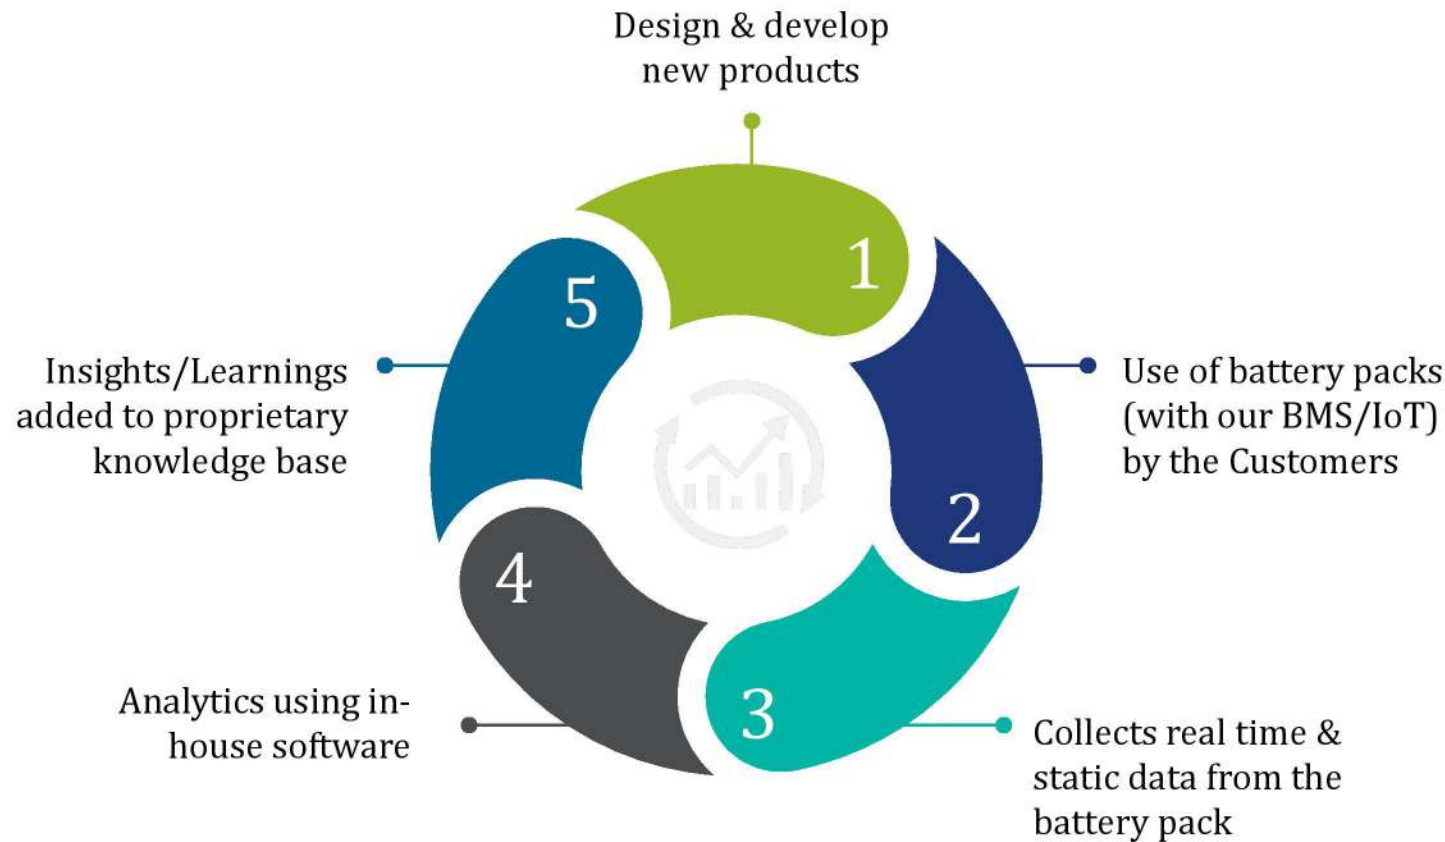 Design & develop
new products
1
Use of battery packs
(with our BMS/IoT)
by the Customers
2
Collects real time &
static data from the
battery pack
3
Analytics using in-
house software
4
Insights/Learnings
added to proprietary
knowledge base
5